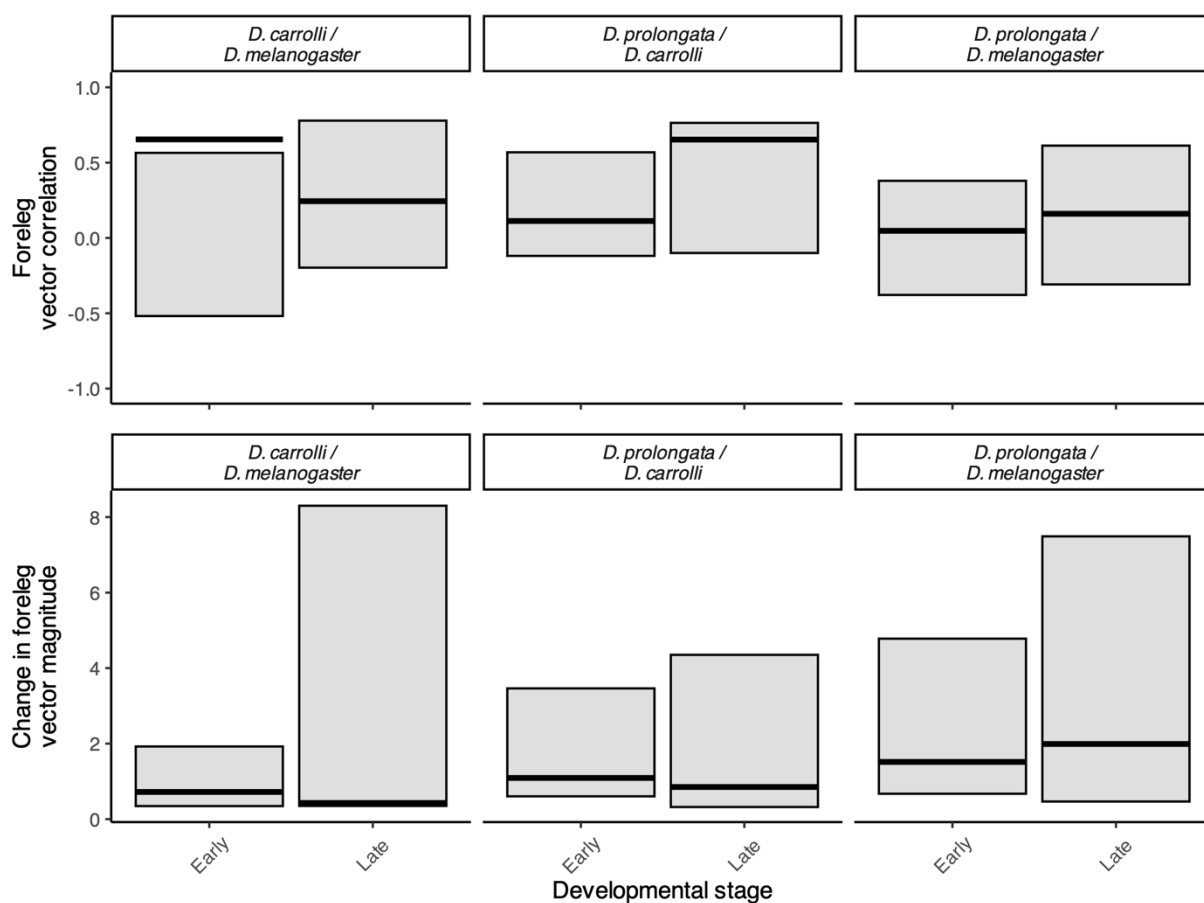 D. carrolli /
D. melanogaster
D. prolongata /
D. carrolli
D. prolongata /
D. melanogaster
Foreleg
vector correlation
1.0
0.5
0.0
-0.5
-1.0
D. carrolli /
D. melanogaster
D. prolongata /
D. carrolli
D. prolongata /
D. melanogaster
Change in foreleg
vector magnitude
8
6
4
2
0
Early
Late
Early
Late
Early
Late
Developmental stage